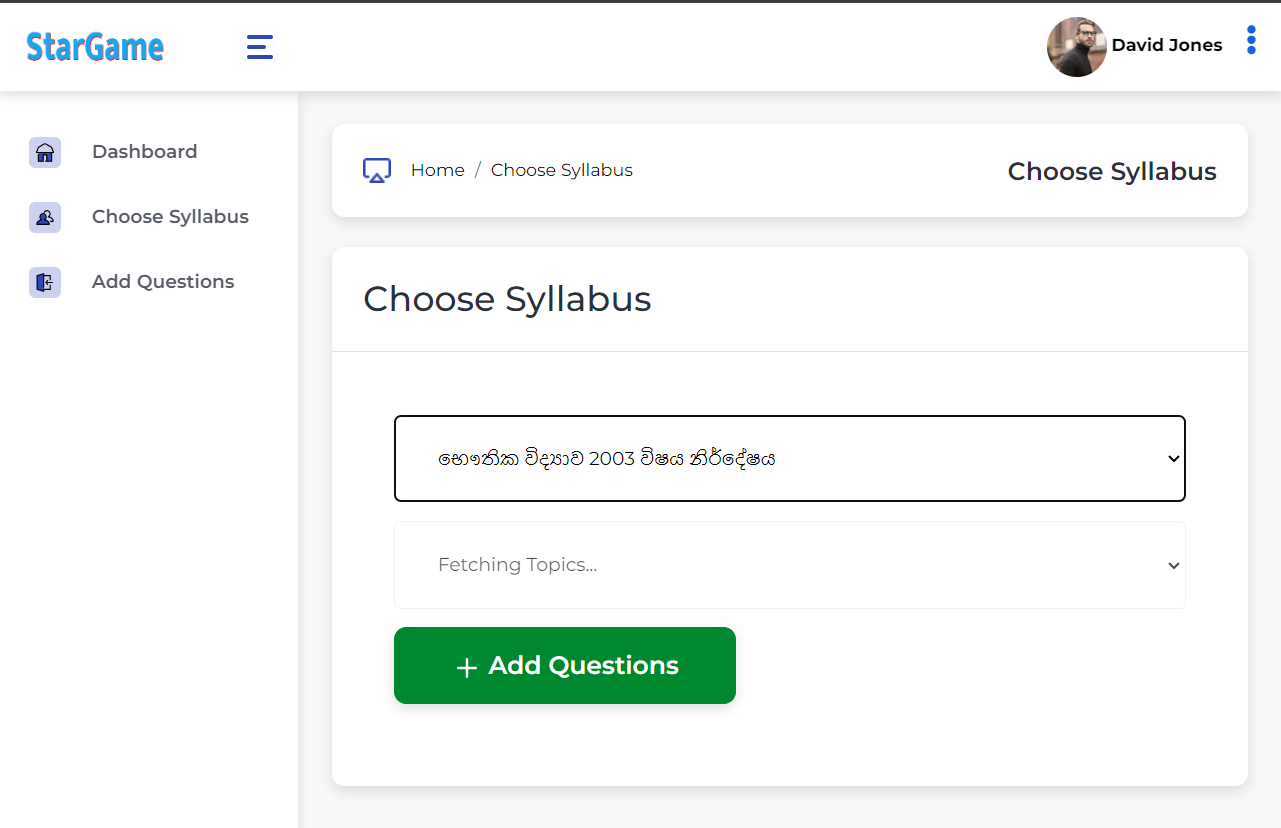 StarGame
David Jones
Dashboard
Choose Syllabus
Add Questions
Home / Choose Syllabus
Choose Syllabus
Choose Syllabus
භෞතික විද්‍යාව 2003 විෂය නිර්දේෂය
Fetching Topics...
+ Add Questions